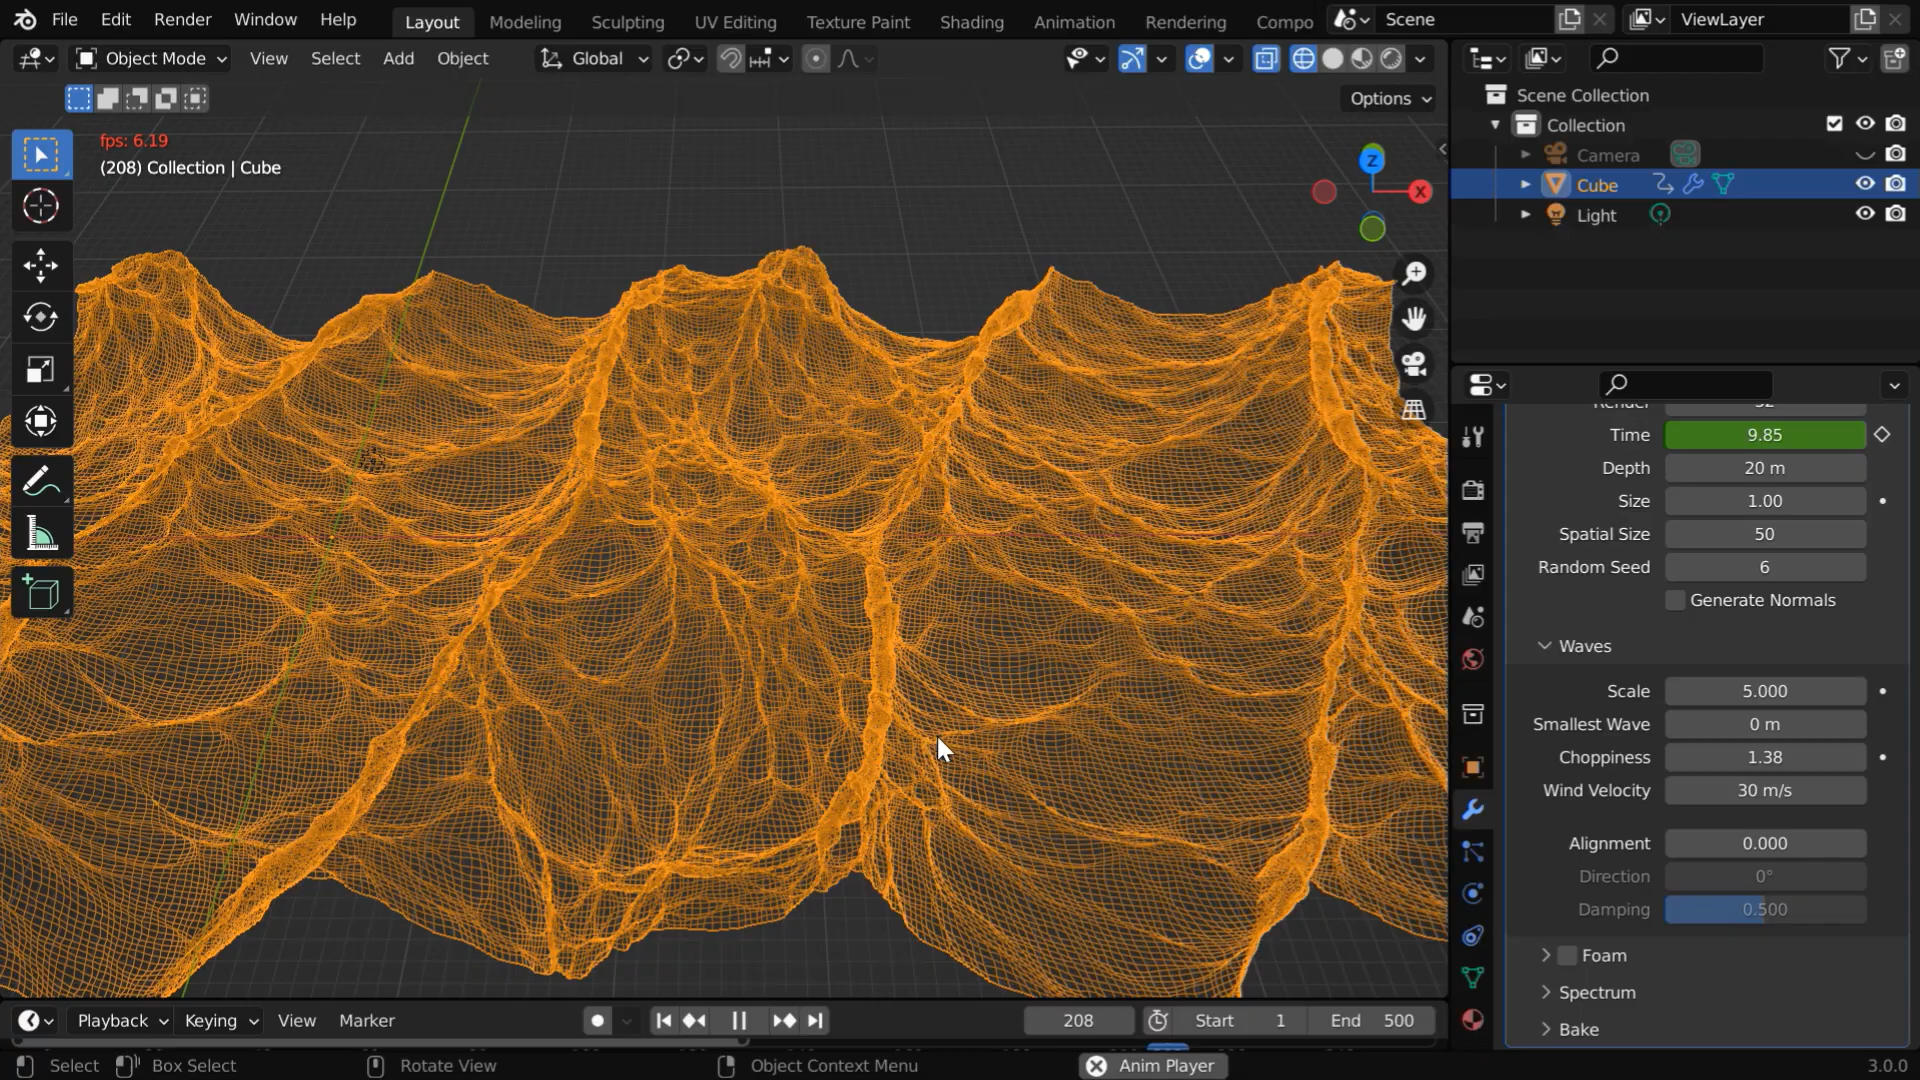 File Edit Render Window Help Layout Modeling Sculpting UV Editing Texture Paint Shading Animation Rendering Compo Scene ViewLayer
Object Mode View Select Add Object Global
Options
fps: 6.19
(208) Collection | Cube
Z
X
Scene Collection
Collection
Camera
Cube
Light
Time 9.85
Depth 20 m
Size 1.00
Spatial Size 50
Random Seed 6
Generate Normals
Waves
Scale 5.000
Smallest Wave 0 m
Choppiness 1.38
Wind Velocity 30 m/s
Alignment 0.000
Direction 0°
Damping 0.500
Foam
Spectrum
Bake
Playback Keying View Marker 208 Start 1 End 500
Select Box Select Rotate View Object Context Menu Anim Player 3.0.0